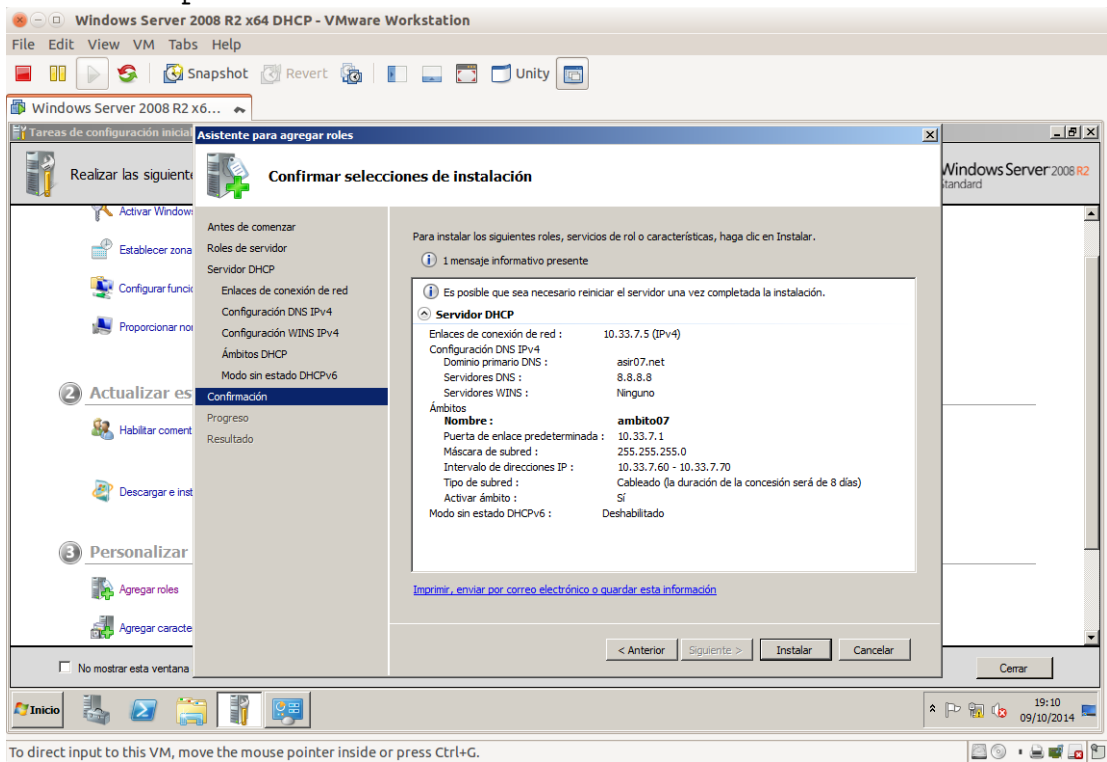 Windows Server 2008 R2 x64 DHCP - VMware Workstation
File Edit View VM Tabs Help
Snapshot Revert Unity
Windows Server 2008 R2 x6...
Tareas de configuración inicial
Asistente para agregar roles
Realizar las siguiente
Confirmar selecciones de instalación
Windows Server 2008 R2
Standard
Activar Window
Establecer zona
Configurar funcio
Proporcionar no
2 Actualizar es
Habilitar coment
Descargar e inst
3 Personalizar
Agregar roles
Agregar caracte
No mostrar esta ventana
Antes de comenzar
Roles de servidor
Servidor DHCP
Enlaces de conexión de red
Configuración DNS IPv4
Configuración WINS IPv4
Ámbitos DHCP
Modo sin estado DHCPv6
Confirmación
Progreso
Resultado
Para instalar los siguientes roles, servicios de rol o características, haga clic en Instalar.
1 mensaje informativo presente
Es posible que sea necesario reiniciar el servidor una vez completada la instalación.
Servidor DHCP
Enlaces de conexión de red : 10.33.7.5 (IPv4)
Configuración DNS IPv4
Dominio primario DNS : asir07.net
Servidores DNS : 8.8.8.8
Servidores WINS : Ninguno
Ámbitos
Nombre : ambito07
Puerta de enlace predeterminada : 10.33.7.1
Máscara de subred : 255.255.255.0
Intervalo de direcciones IP : 10.33.7.60 - 10.33.7.70
Tipo de subred : Cableado (la duración de la concesión será de 8 días)
Activar ámbito : Sí
Modo sin estado DHCPv6 : Deshabilitado
Imprimir, enviar por correo electrónico o guardar esta información
< Anterior Siguiente > Instalar Cancelar
Cerrar
Inicio
19:10
09/10/2014
To direct input to this VM, move the mouse pointer inside or press Ctrl+G.